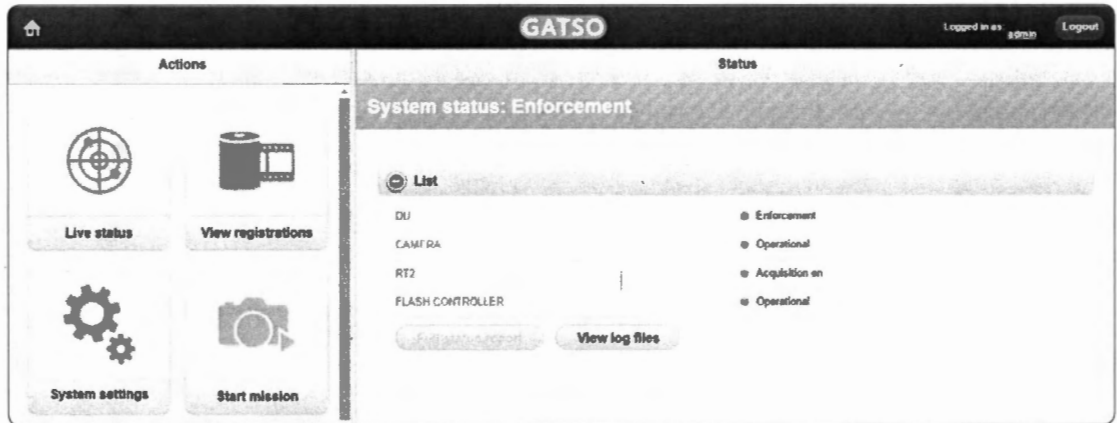 GATSO
Logged in as: admin
Logout
Actions
Status
System status: Enforcement
List
DU
Enforcement
CAMERA
Operational
RT2
Acquisition on
FLASH CONTROLLER
Operational
View log files
Live status
View registrations
System settings
Start mission